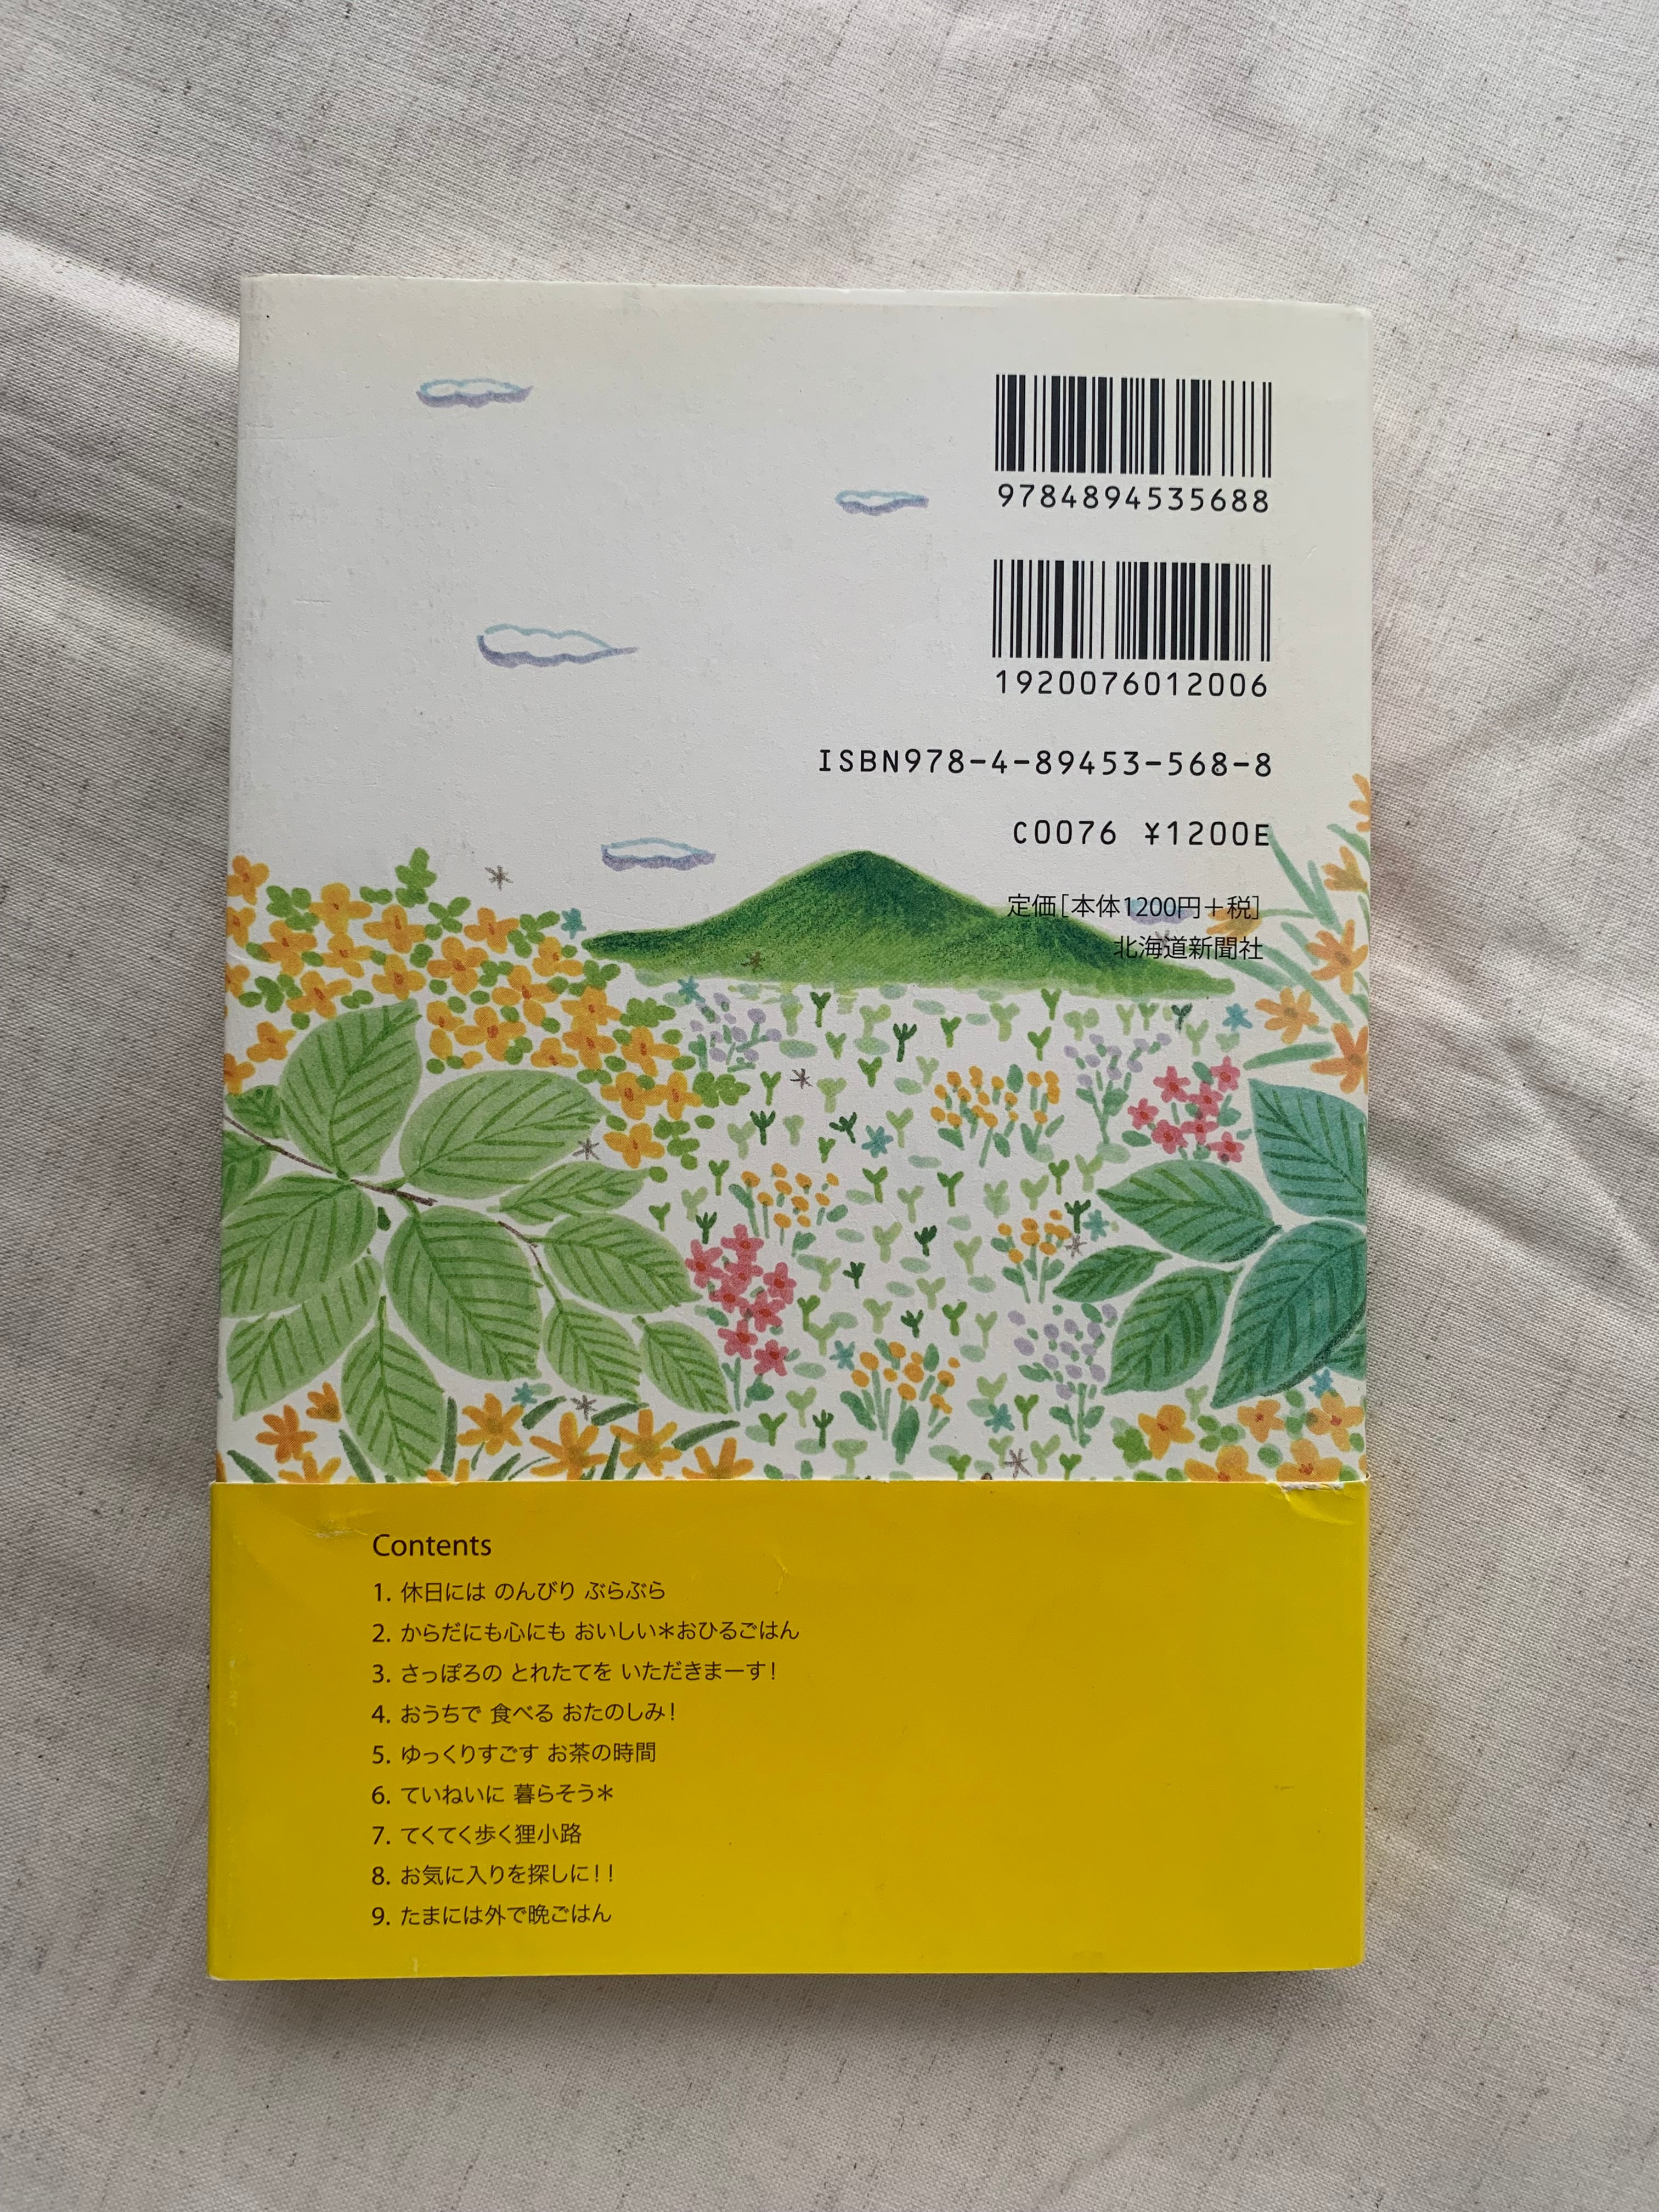 9784894535688
1920076012006
ISBN978-4-89453-568-8
C0076 ¥1200E
定価[本体1200円+税]
北海道新聞社
Contents
1. 休日には のんびり ぶらぶら
2. からだにも心にも おいしい＊おひるごはん
3. さっぽろの とれたてを いただきまーす!
4. おうちで 食べる おたのしみ!
5. ゆっくりすごす お茶の時間
6. ていねいに 暮らそう＊
7. てくてく歩く狸小路
8. お気に入りを探しに!!
9. たまには外で晩ごはん